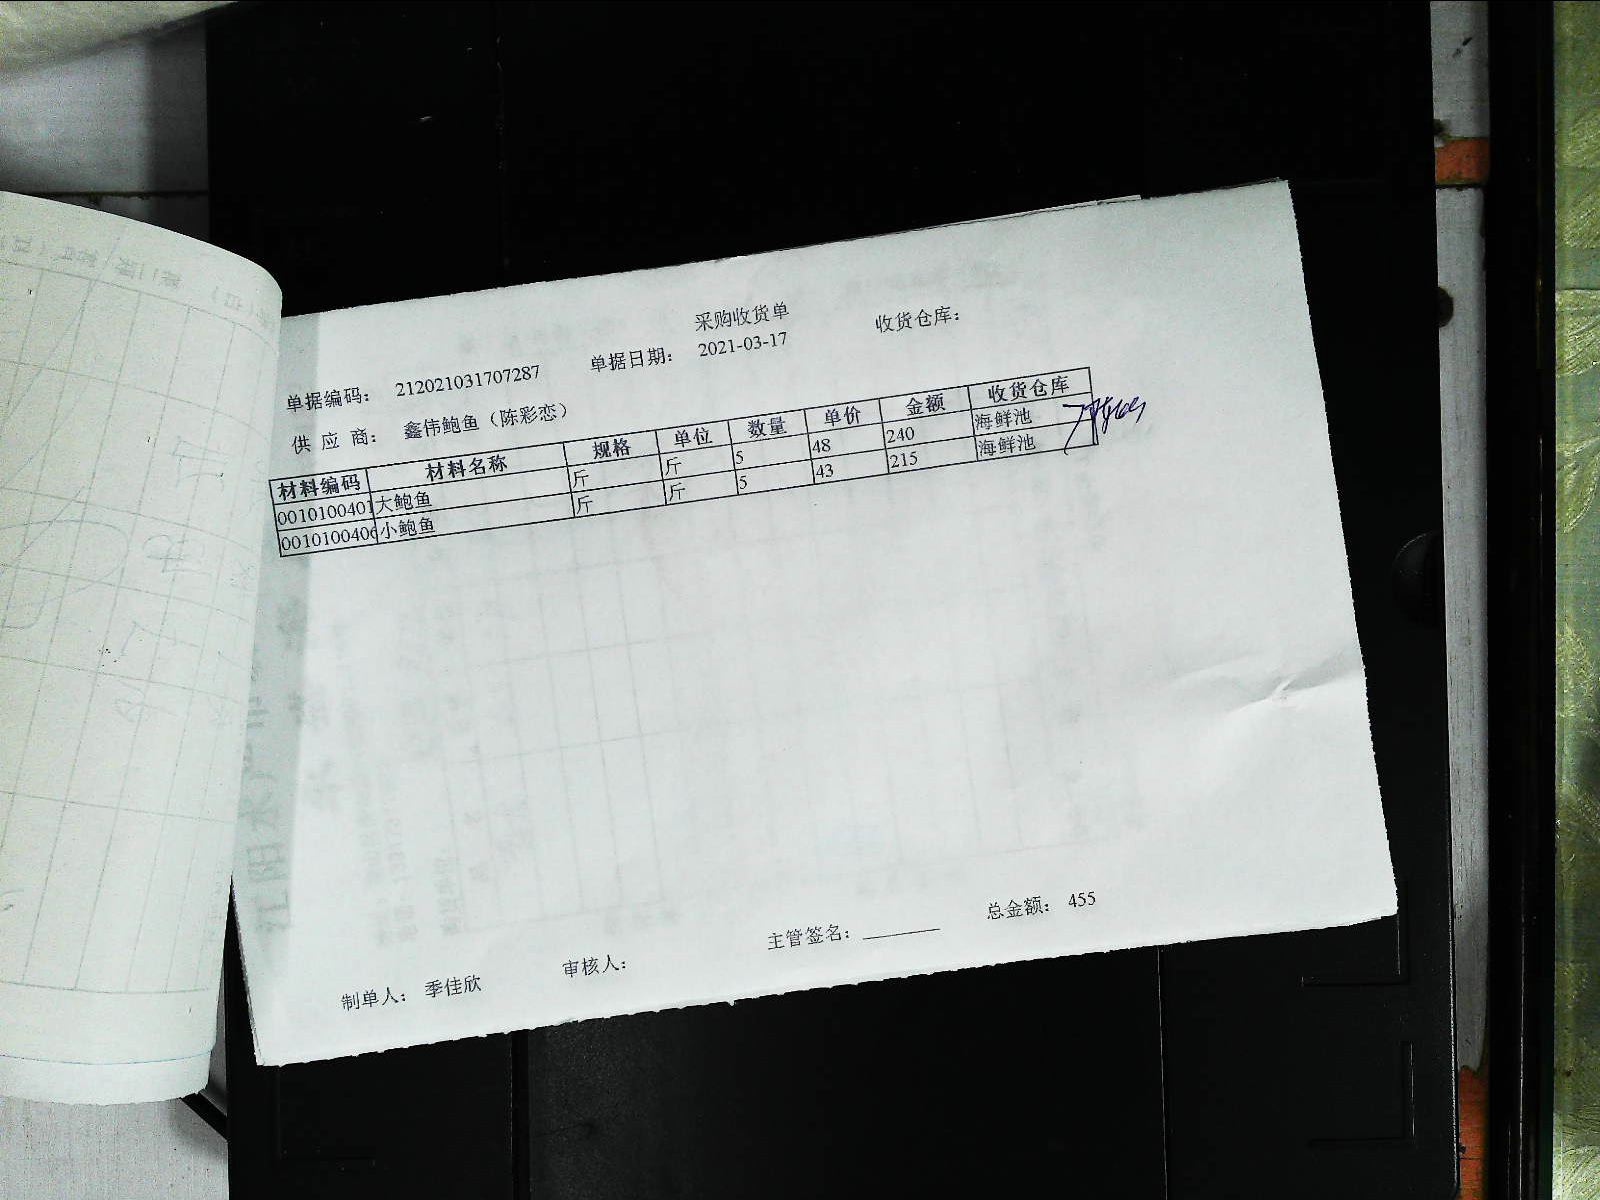 采购收货单
单据编码： 212021031707287 单据日期： 2021-03-17 收货仓库：
供 应 商： 鑫伟鲍鱼（陈彩恋）
材料编码 材料名称 规格 单位 数量 单价 金额 收货仓库
0010100401 大鲍鱼 斤 斤 5 48 240 海鲜池
0010100406 小鲍鱼 斤 斤 5 43 215 海鲜池
制单人： 季佳欣 审核人： 主管签名： 总金额： 455